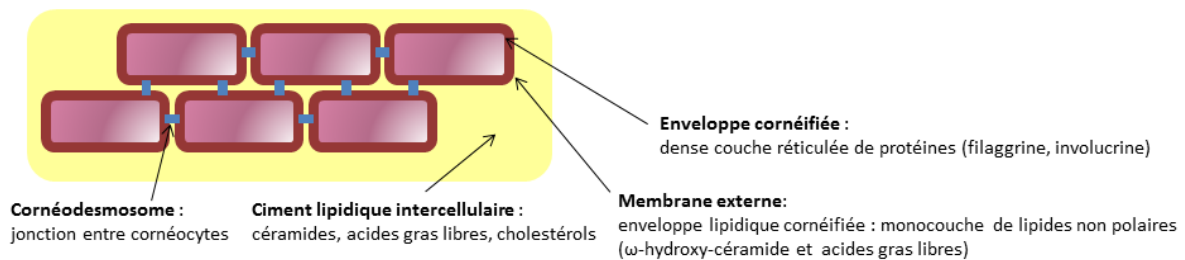 Enveloppe cornéifiée :
dense couche réticulée de protéines (filaggrine, involucrine)
Cornéodesmosome :
jonction entre cornéocytes
Ciment lipidique intercellulaire :
céramides, acides gras libres, cholestérols
Membrane externe:
enveloppe lipidique cornéifiée : monocouche de lipides non polaires
(ω-hydroxy-céramide et acides gras libres)